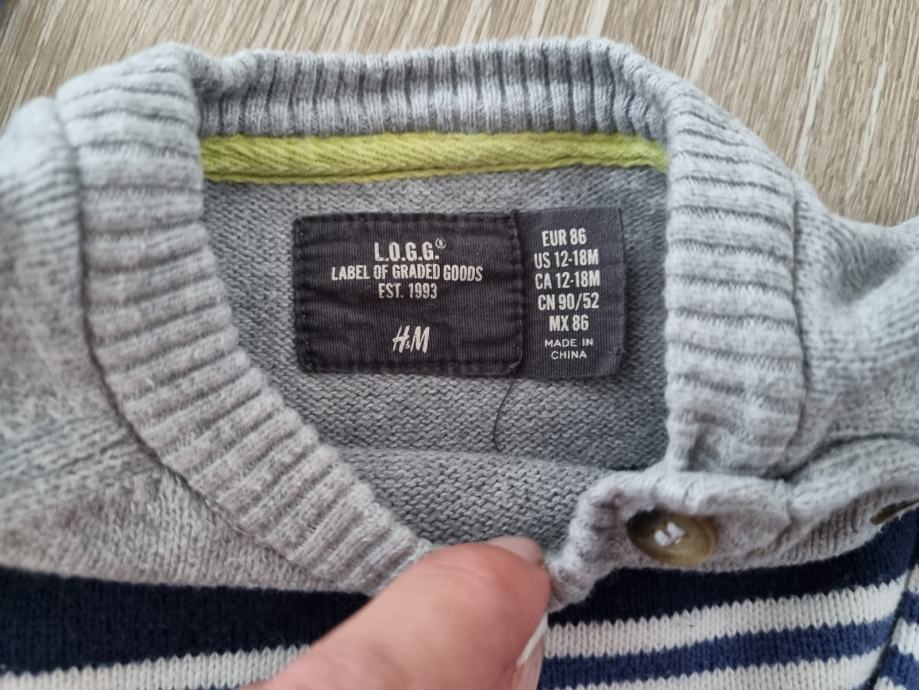 L.O.G.G.®
LABEL OF GRADED GOODS
EST. 1993
H&M
EUR 86
US 12-18M
CA 12-18M
CN 90/52
MX 86
MADE IN
CHINA